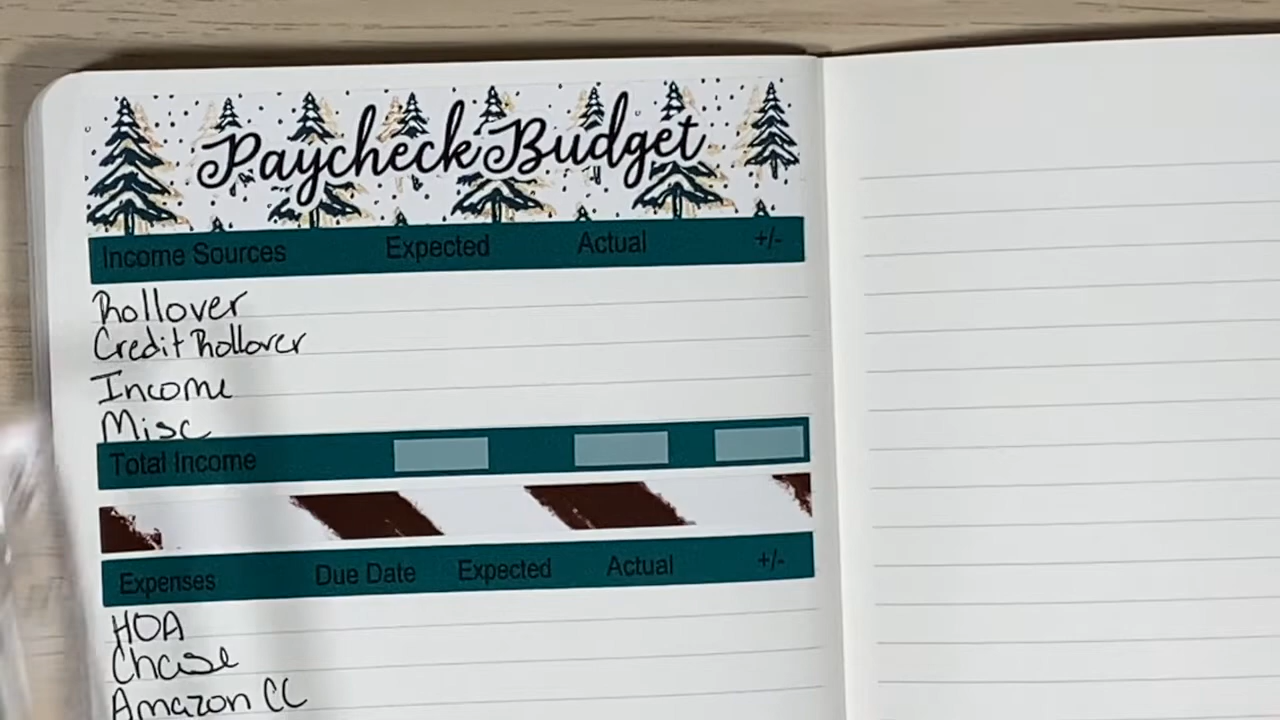 Paycheck Budget
Income Sources Expected Actual +/-
Rollover
Credit Rollover
Income
Misc
Total Income
Expenses Due Date Expected Actual +/-
HOA
Chase
Amazon CC